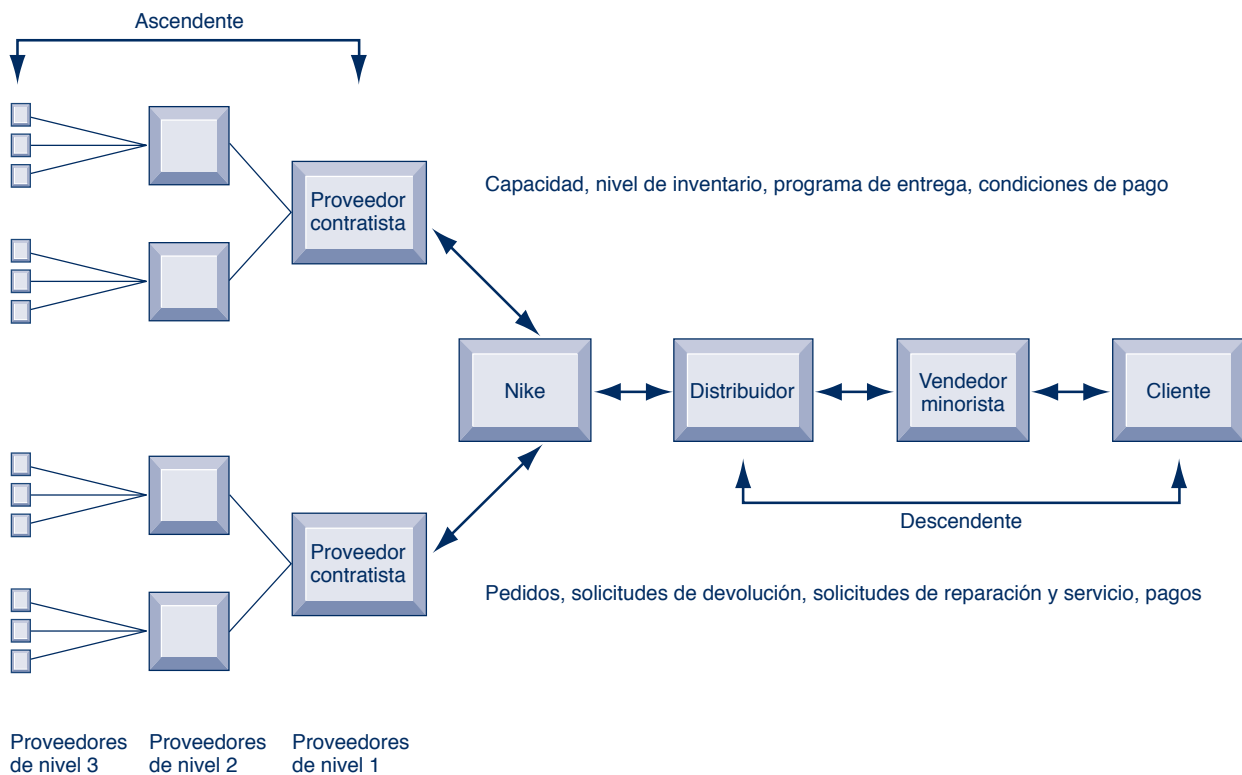 Ascendente
Proveedor
contratista
Capacidad, nivel de inventario, programa de entrega, condiciones de pago
Nike
Distribuidor
Vendedor
minorista
Cliente
Descendente
Proveedor
contratista
Pedidos, solicitudes de devolución, solicitudes de reparación y servicio, pagos
Proveedores
de nivel 3
Proveedores
de nivel 2
Proveedores
de nivel 1